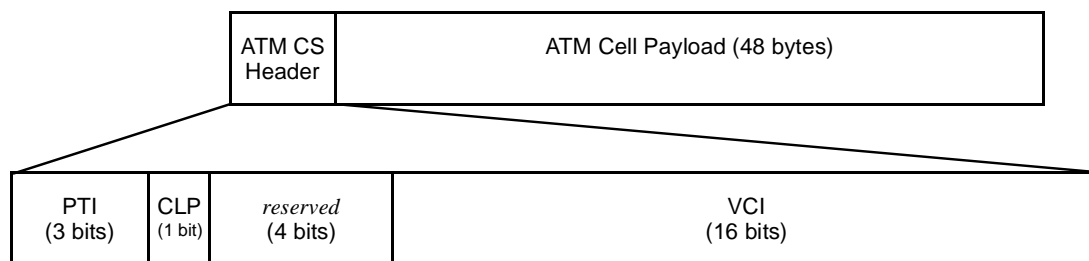 ATM CS
Header
ATM Cell Payload (48 bytes)
PTI
(3 bits)
CLP
(1 bit)
reserved
(4 bits)
VCI
(16 bits)